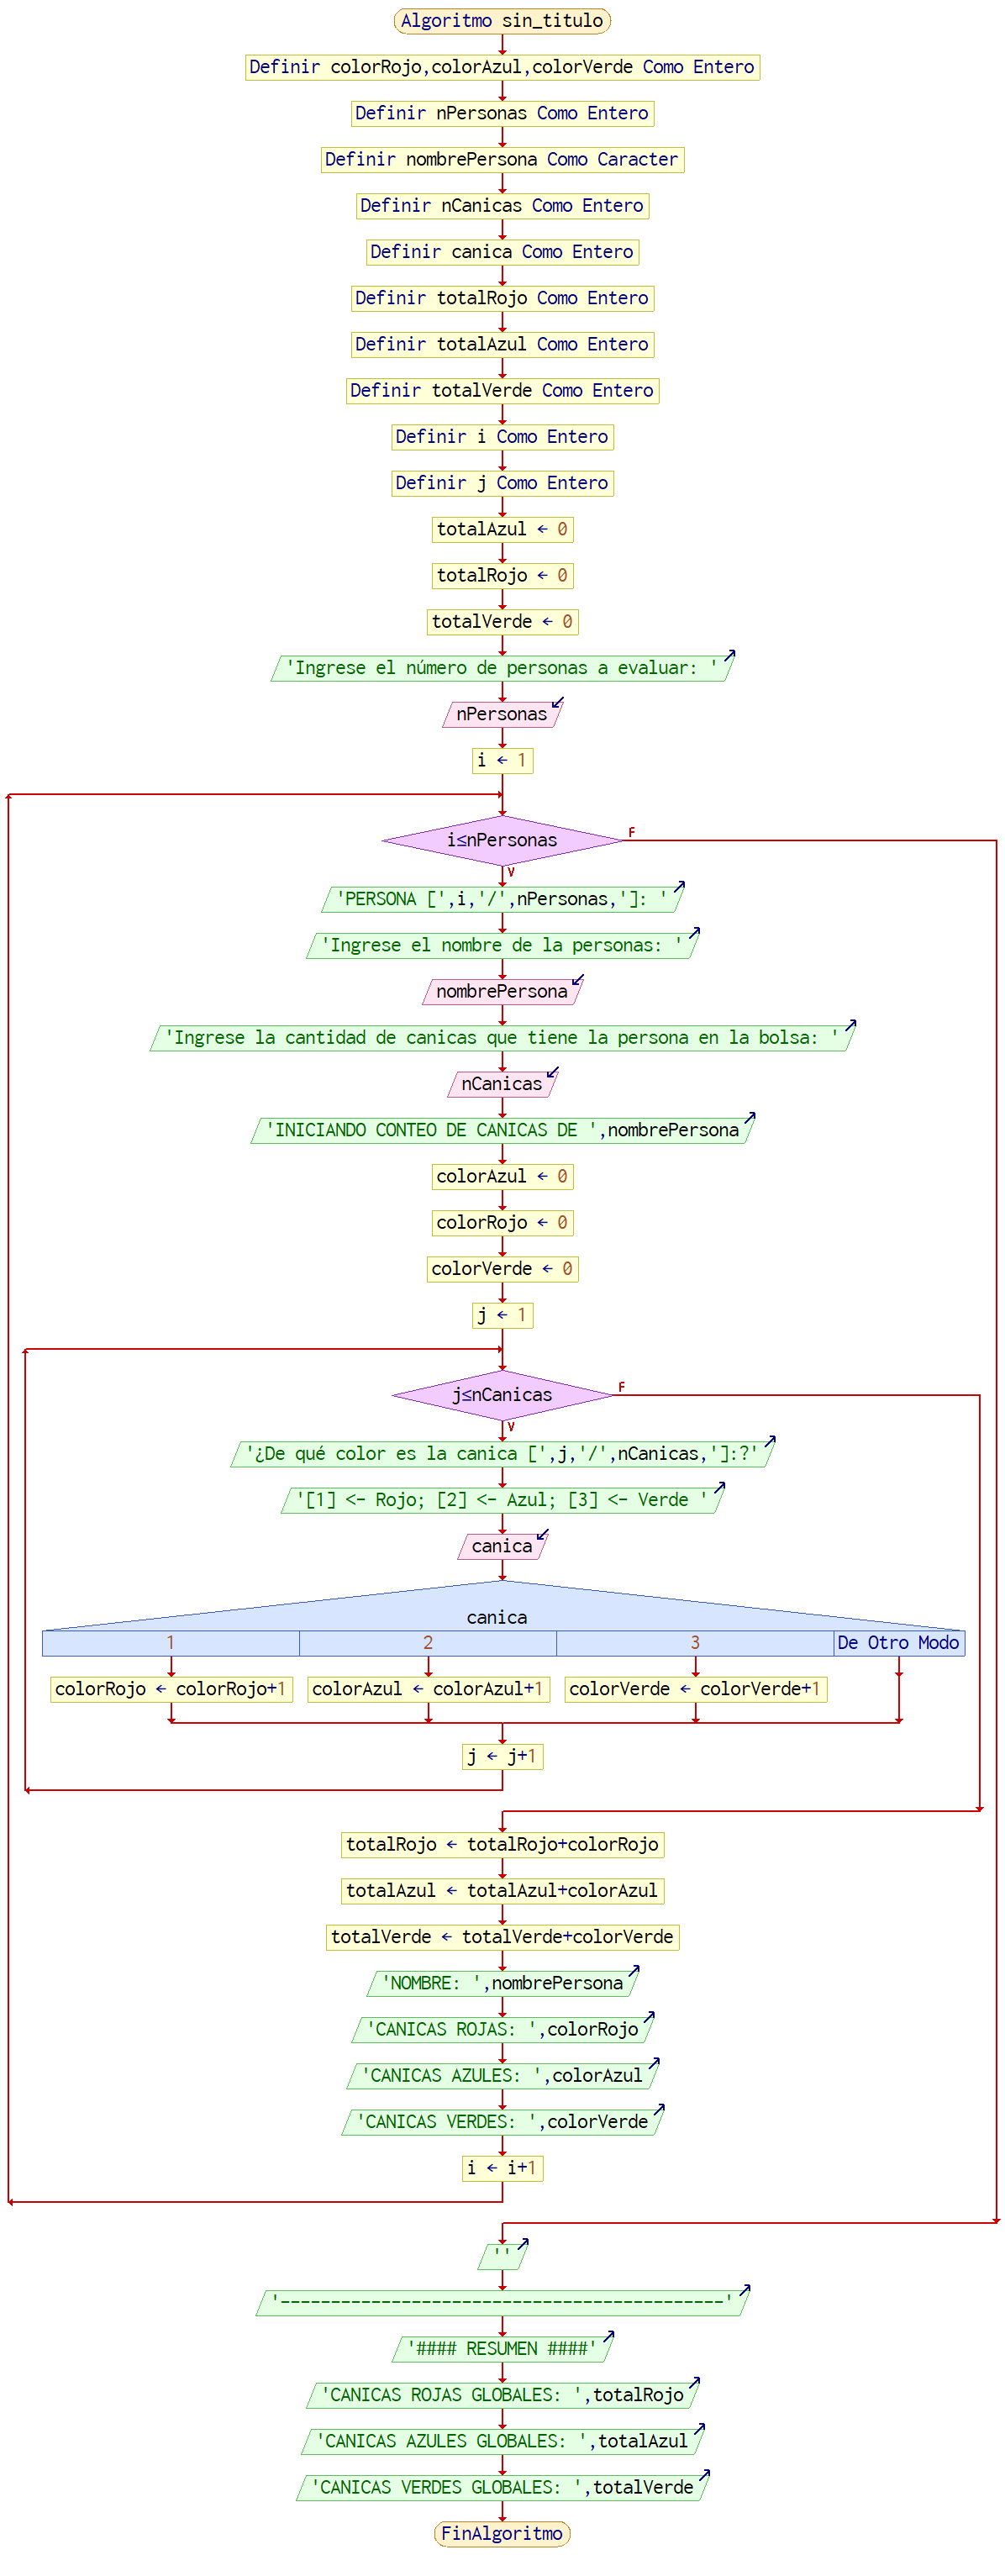 Algoritmo sin_titulo
Definir colorRojo,colorAzul,colorVerde Como Entero
Definir nPersonas Como Entero
Definir nombrePersona Como Caracter
Definir nCanicas Como Entero
Definir canica Como Entero
Definir totalRojo Como Entero
Definir totalAzul Como Entero
Definir totalVerde Como Entero
Definir i Como Entero
Definir j Como Entero
totalAzul ← 0
totalRojo ← 0
totalVerde ← 0
'Ingrese el número de personas a evaluar: '
nPersonas
i ← 1
i≤nPersonas
F
V
'PERSONA [',i,'/',nPersonas,']: '
'Ingrese el nombre de la personas: '
nombrePersona
'Ingrese la cantidad de canicas que tiene la persona en la bolsa: '
nCanicas
'INICIANDO CONTEO DE CANICAS DE ',nombrePersona
colorAzul ← 0
colorRojo ← 0
colorVerde ← 0
j ← 1
j≤nCanicas
F
V
'¿De qué color es la canica [',j,'/',nCanicas,']:?'
'[1] <- Rojo; [2] <- Azul; [3] <- Verde '
canica
canica
1 2 3 De Otro Modo
colorRojo ← colorRojo+1 colorAzul ← colorAzul+1 colorVerde ← colorVerde+1
j ← j+1
totalRojo ← totalRojo+colorRojo
totalAzul ← totalAzul+colorAzul
totalVerde ← totalVerde+colorVerde
'NOMBRE: ',nombrePersona
'CANICAS ROJAS: ',colorRojo
'CANICAS AZULES: ',colorAzul
'CANICAS VERDES: ',colorVerde
i ← i+1
''
'--------------------------------------------'
'#### RESUMEN ####'
'CANICAS ROJAS GLOBALES: ',totalRojo
'CANICAS AZULES GLOBALES: ',totalAzul
'CANICAS VERDES GLOBALES: ',totalVerde
FinAlgoritmo